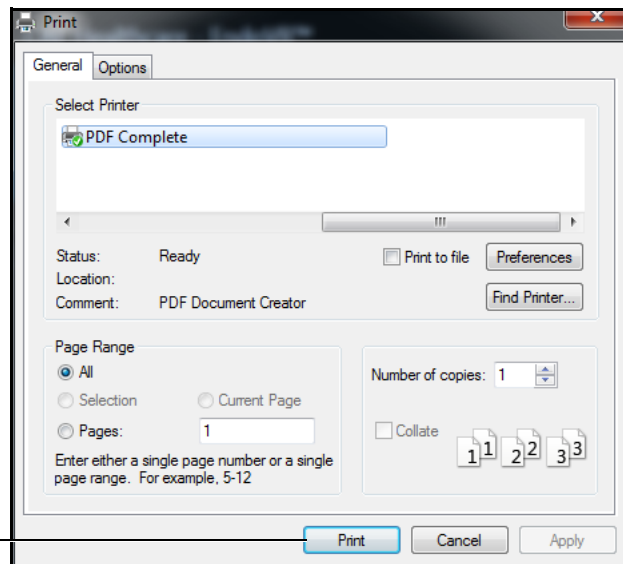 Print
General
Options
Select Printer
PDF Complete
Status: Ready
Print to file
Preferences
Location:
Comment: PDF Document Creator
Find Printer...
Page Range
All
Selection
Current Page
Pages: 1
Enter either a single page number or a single
page range. For example, 5-12
Number of copies: 1
Collate
1 1 2 2 3 3
Print
Cancel
Apply